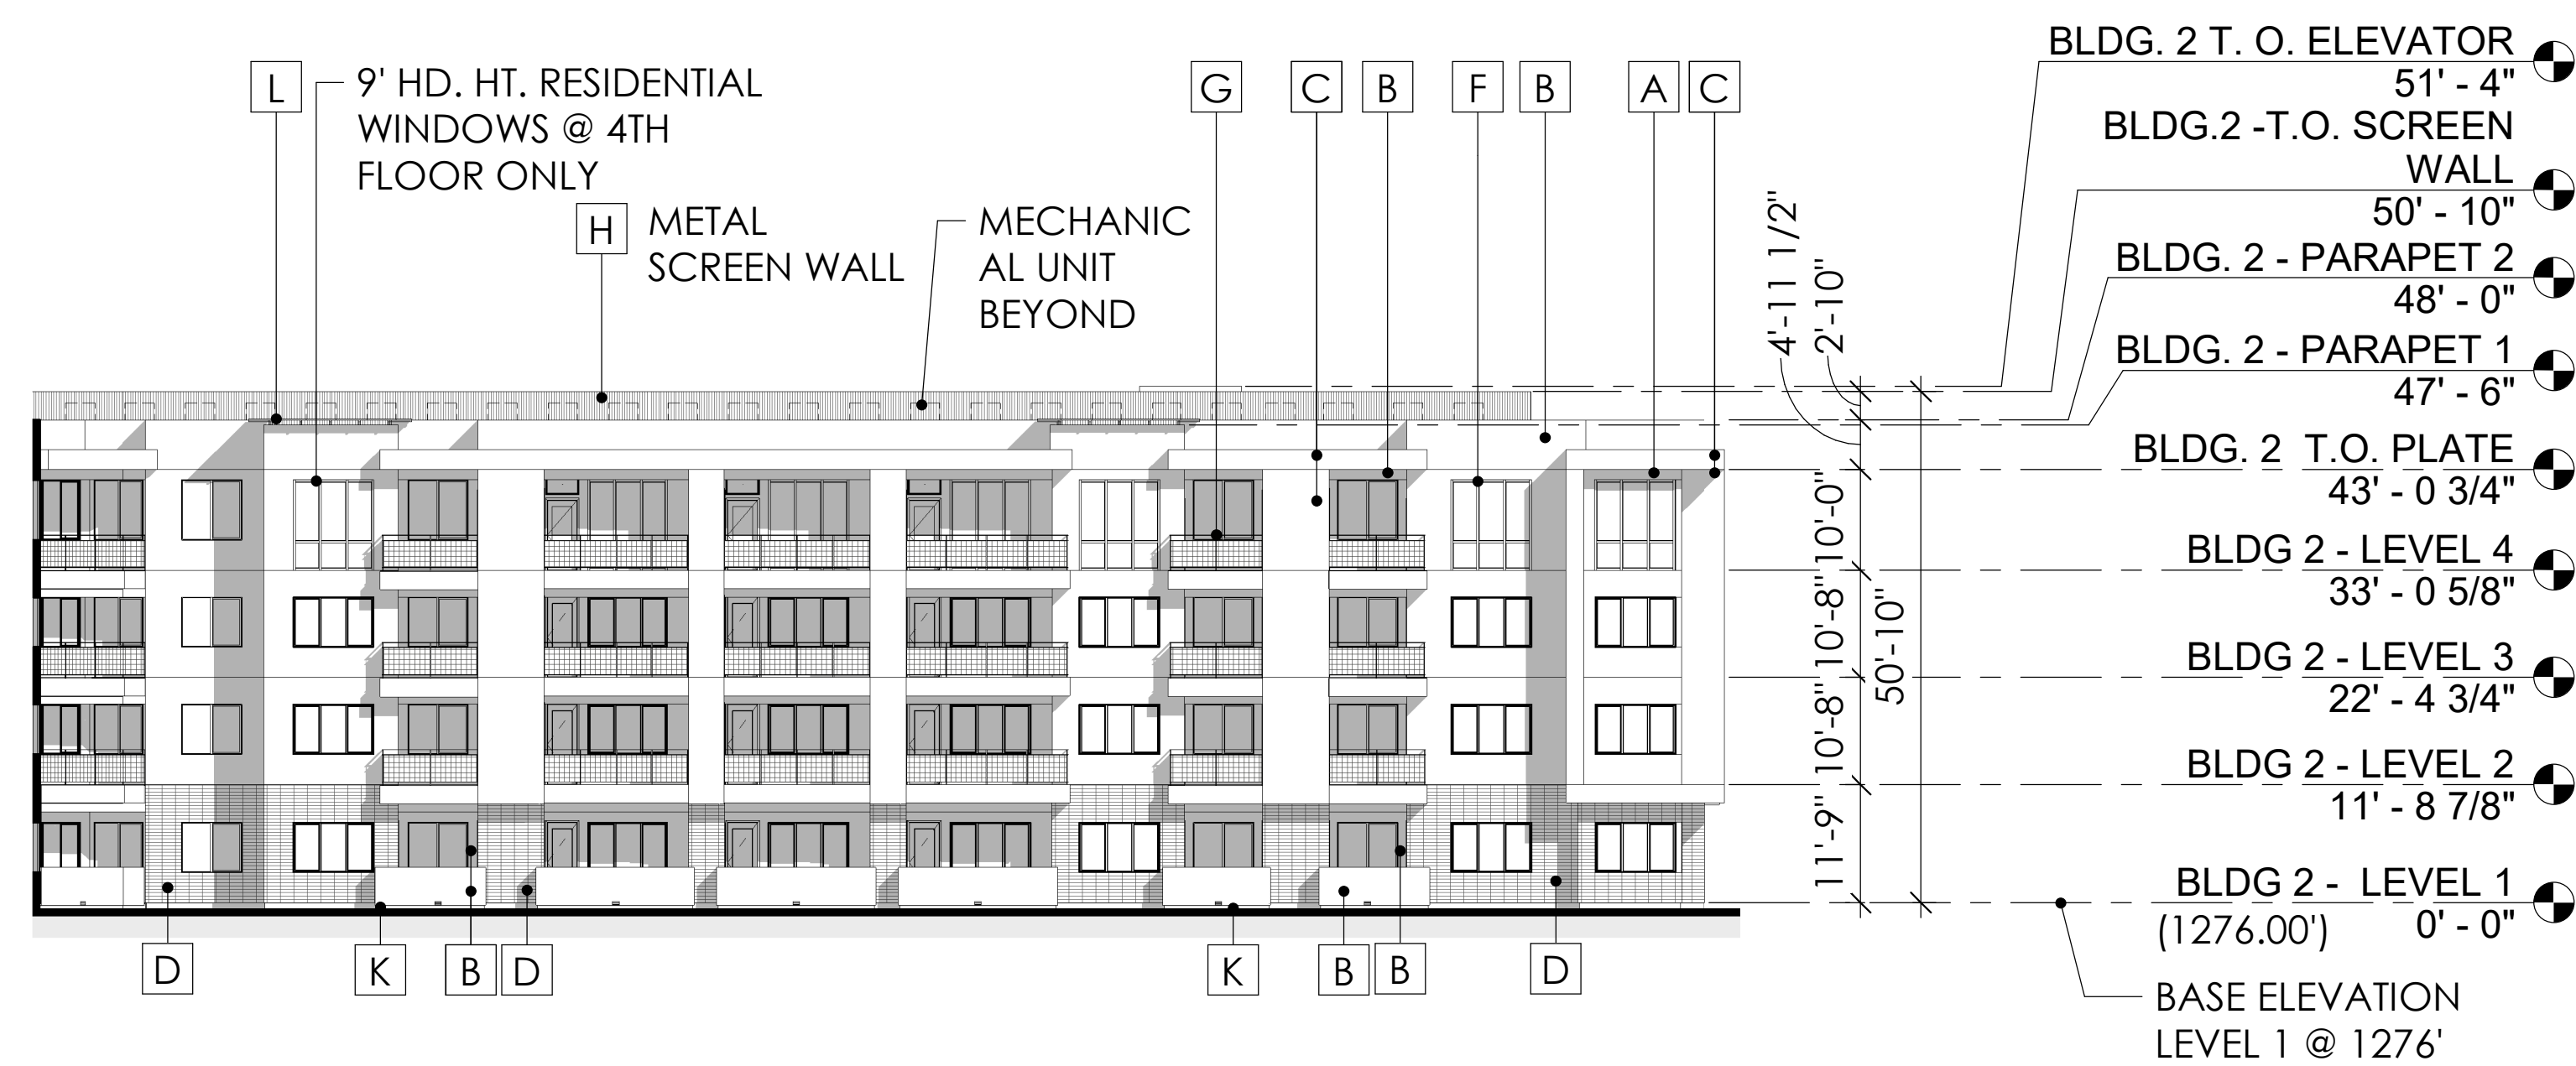 L
9' HD. HT. RESIDENTIAL
WINDOWS @ 4TH
FLOOR ONLY
H
METAL
SCREEN WALL
MECHANIC
AL UNIT
BEYOND
G
C
B
F
B
A
C
BLDG. 2 T. O. ELEVATOR
51' - 4"
BLDG.2 -T.O. SCREEN
WALL
50' - 10"
BLDG. 2 - PARAPET 2
48' - 0"
BLDG. 2 - PARAPET 1
47' - 6"
BLDG. 2 T.O. PLATE
43' - 0 3/4"
BLDG 2 - LEVEL 4
33' - 0 5/8"
BLDG 2 - LEVEL 3
22' - 4 3/4"
BLDG 2 - LEVEL 2
11' - 8 7/8"
BLDG 2 - LEVEL 1
(1276.00') 0' - 0"
BASE ELEVATION
LEVEL 1 @ 1276'
4'-11 1/2"
2'-10"
10'-0"
10'-8"
10'-8"
11'-9"
50'-10"
D
K
B
D
K
B
B
D